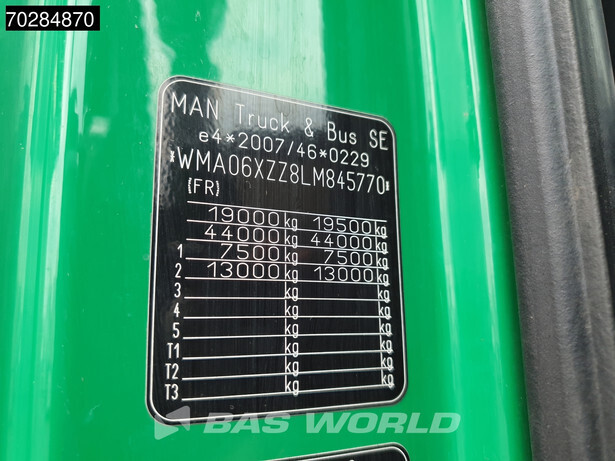 70284870
MAN Truck & Bus SE
e4*2007/46*0229
*WMA06XZZ8LM845770*
(FR)
19000 kg 19500 kg
44000 kg 44000 kg
1 7500 kg 7500 kg
2 13000 kg 13000 kg
3 kg kg
4 kg kg
5 kg kg
T1 kg kg
T2 kg kg
T3 kg kg
BAS WORLD